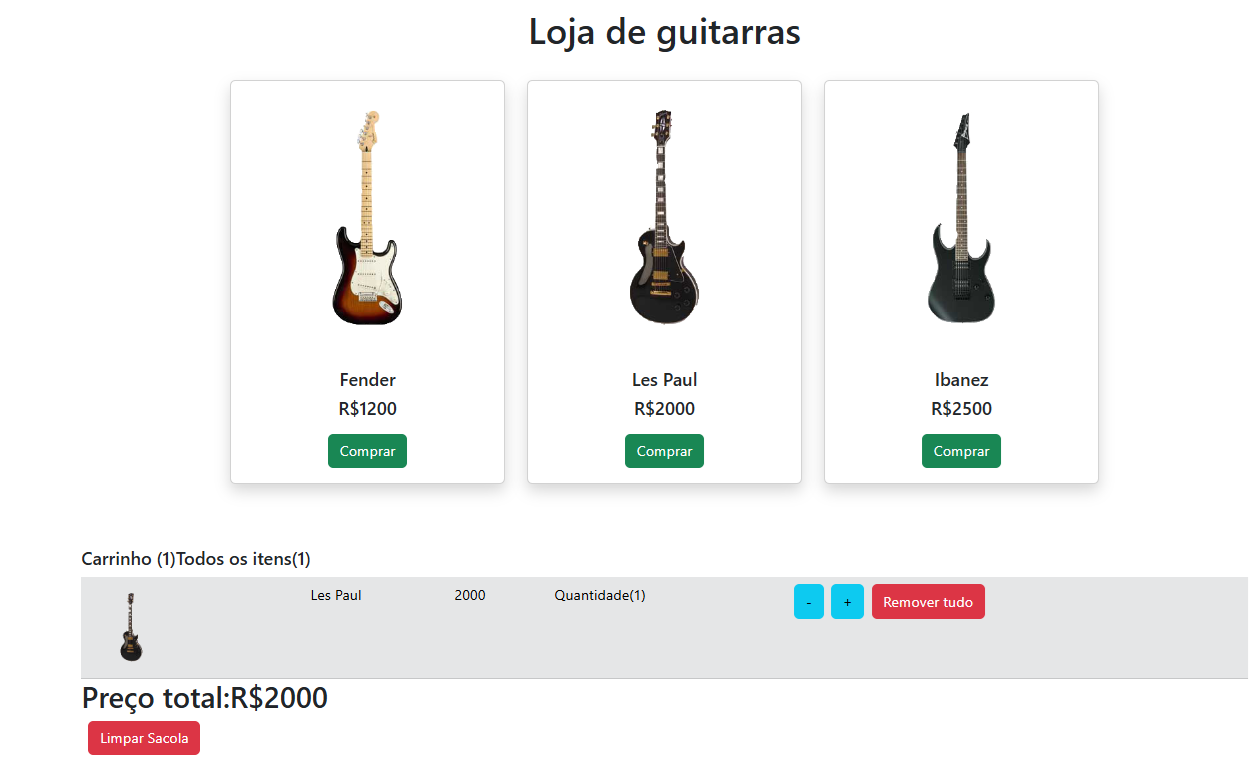 Loja de guitarras
Fender
R$1200
Comprar
Les Paul
R$2000
Comprar
Ibanez
R$2500
Comprar
Carrinho (1)Todos os itens(1)
Les Paul 2000 Quantidade(1) - + Remover tudo
Preço total:R$2000
Limpar Sacola